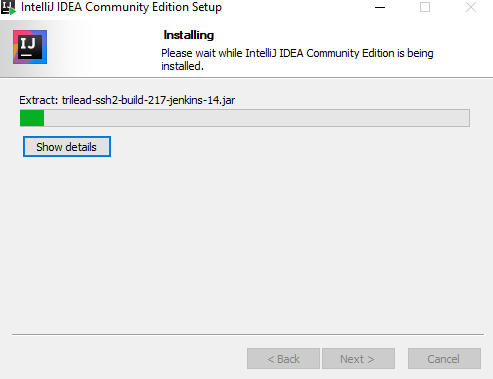 IntelliJ IDEA Community Edition Setup
IJ
Installing
Please wait while IntelliJ IDEA Community Edition is being
installed.
Extract: trilead-ssh2-build-217-jenkins-14.jar
Show details
< Back
Next >
Cancel